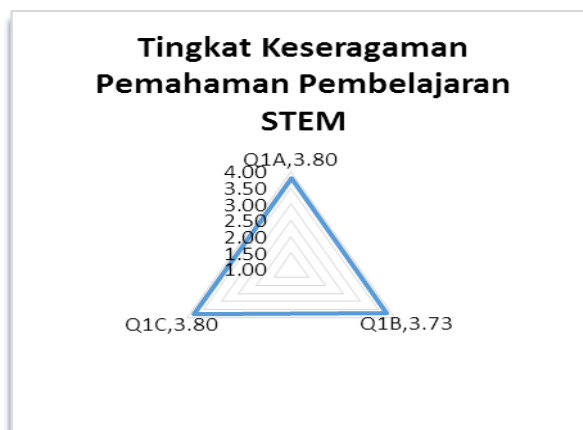 Tingkat Keseragaman
Pemahaman Pembelajaran
STEM
Q1A,3.80
4.00
3.50
3.00
2.50
2.00
1.50
1.00
Q1C,3.80
Q1B,3.73